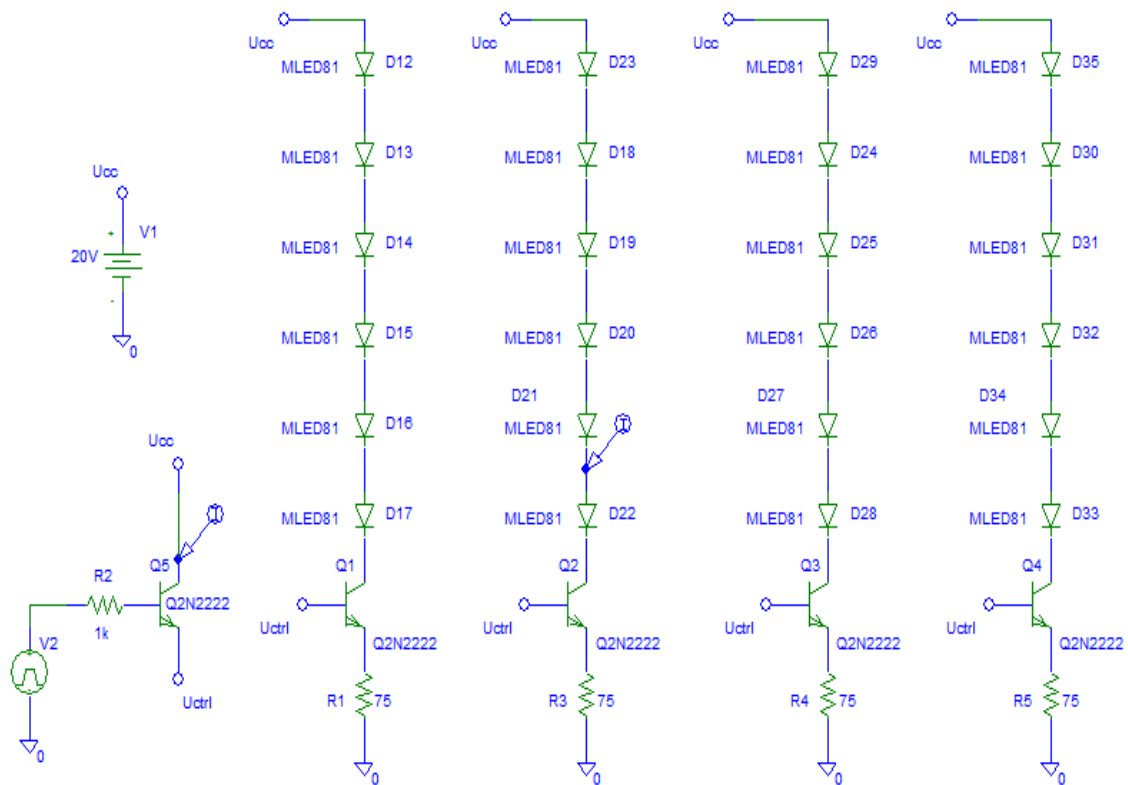 Ucc Ucc Ucc Ucc
MLED81 D12 MLED81 D23 MLED81 D29 MLED81 D35
MLED81 D13 MLED81 D18 MLED81 D24 MLED81 D30
Ucc
+ V1
20V
-
0
MLED81 D14 MLED81 D19 MLED81 D25 MLED81 D31
MLED81 D15 MLED81 D20 MLED81 D26 MLED81 D32
D21 D27 D34
MLED81 D16 MLED81 MLED81 MLED81
I
Ucc
I
MLED81 D17 MLED81 D22 MLED81 D28 MLED81 D33
R2 Q5 Q1 Q2 Q3 Q4
1k Q2N2222
V2
Uctrl Uctrl Uctrl Uctrl
Q2N2222 Q2N2222 Q2N2222 Q2N2222
Uctrl
R1 75 R3 75 R4 75 R5 75
0 0 0 0 0